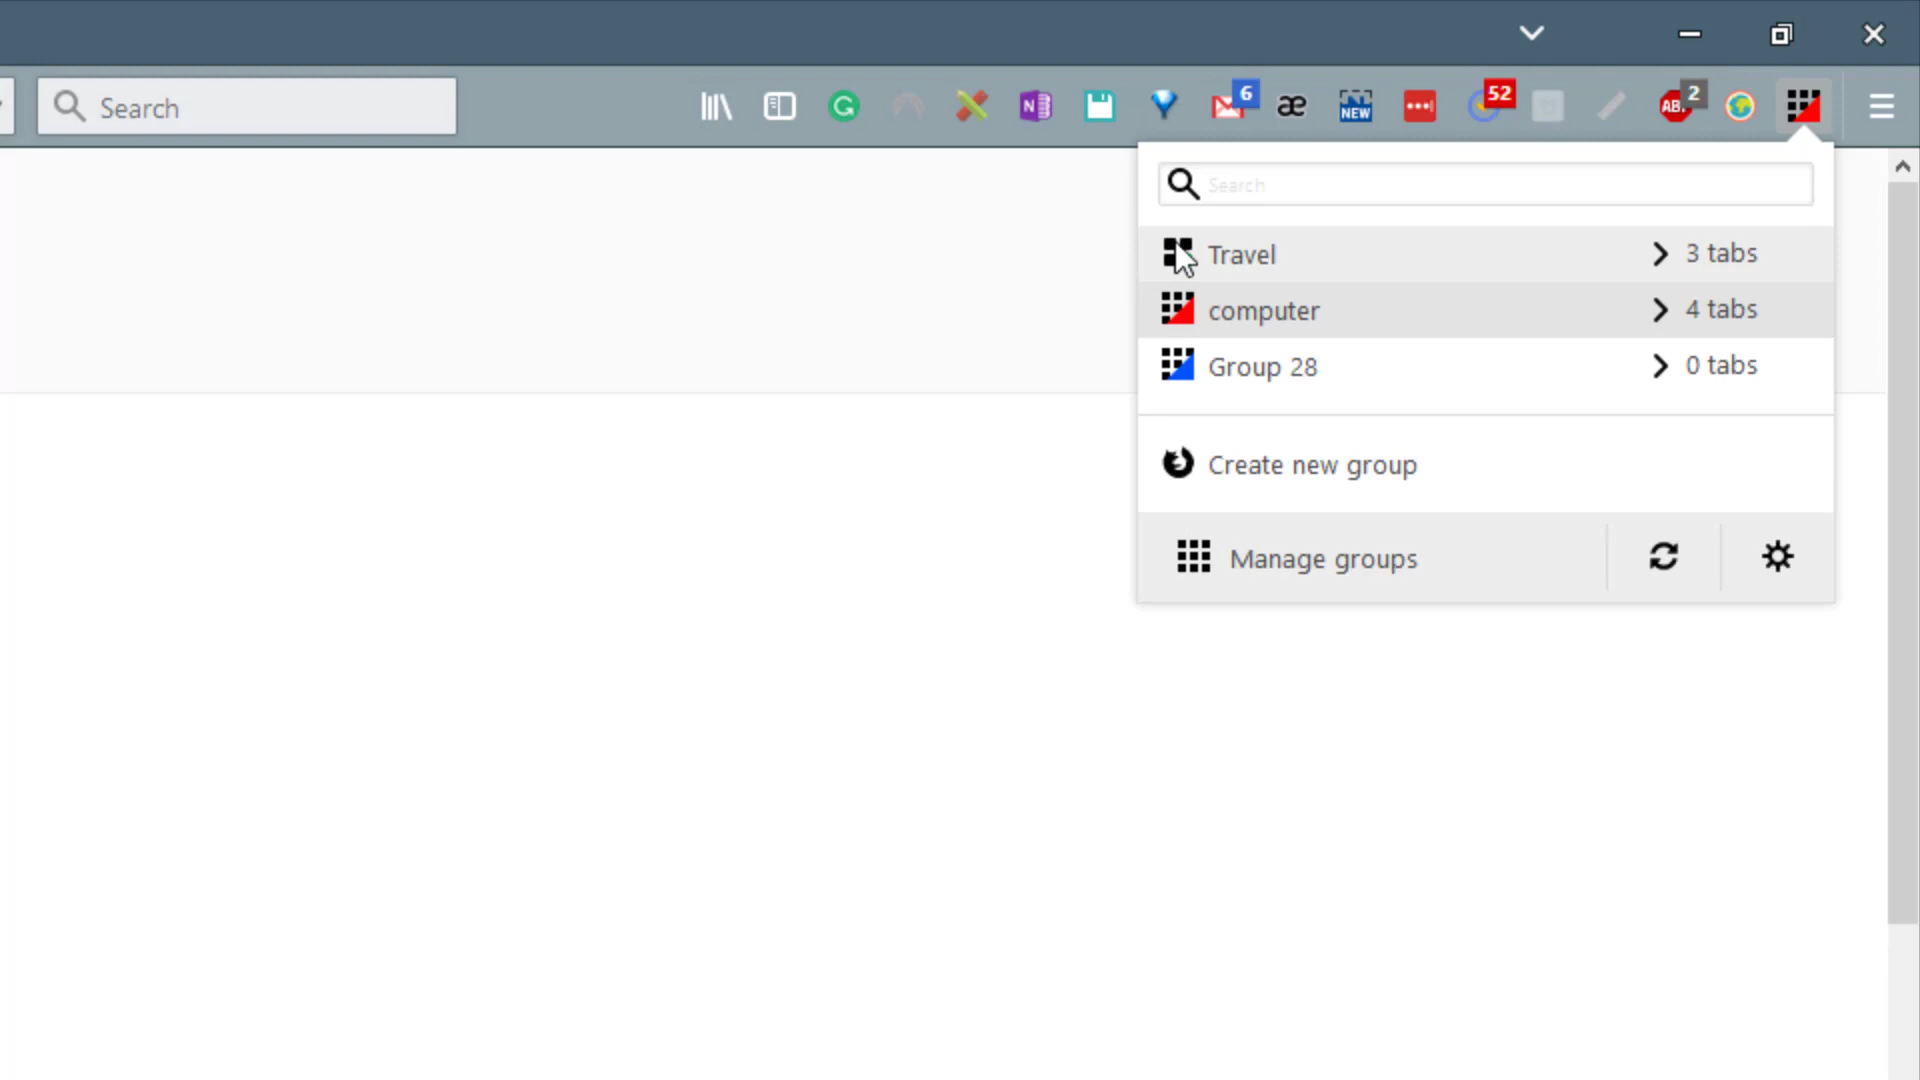 Search
N
6
æ
NEW
52
ABP
2
Search
Travel
3 tabs
computer
4 tabs
Group 28
0 tabs
Create new group
Manage groups